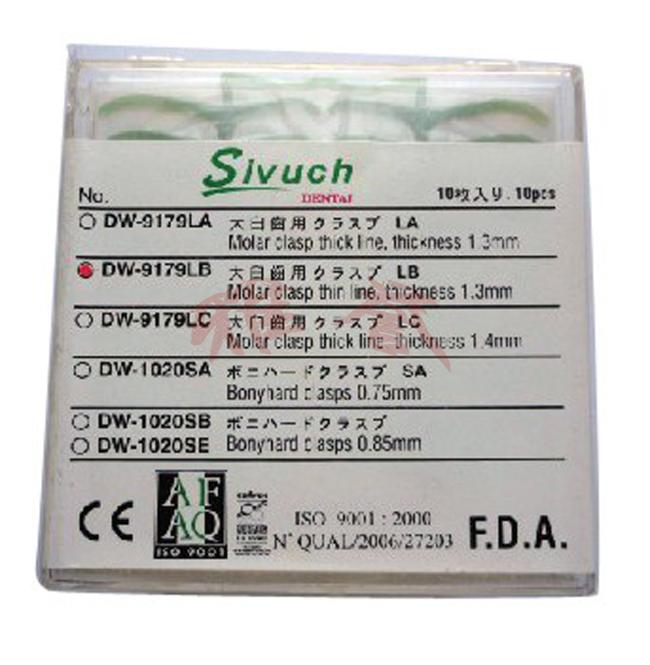 Sivuch
DENTAL
No.
10枚入り. 10pcs
DW-9179LA 大臼歯用クラスプ LA
Molar clasp thick line, thickness 1.3mm
DW-9179LB 大臼歯用クラスプ LB
Molar clasp thin line, thickness 1.3mm
DW-9179LC 大臼歯用クラスプ LC
Molar clasp thick line, thickness 1.4mm
DW-1020SA ボニハードクラスプ SA
Bonyhard clasps 0.75mm
DW-1020SB ボニハードクラスプ
DW-1020SE Bonyhard clasps 0.85mm
CE
AFAQ
ISO 9001
ISO 9001 : 2000
N° QUAL/2006/27203
F.D.A.